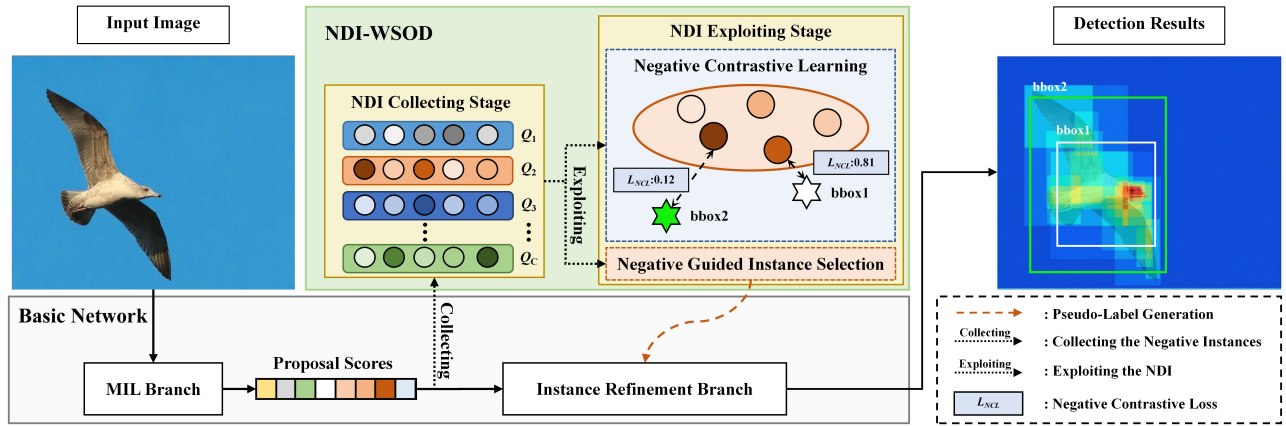 Input Image
NDI-WSOD
NDI Collecting Stage
Q1
Q2
Q3
QC
Exploiting
NDI Exploiting Stage
Negative Contrastive Learning
LNCL:0.12
LNCL:0.81
bbox2
bbox1
Negative Guided Instance Selection
Detection Results
bbox2
bbox1
Basic Network
MIL Branch
Proposal Scores
Collecting
Instance Refinement Branch
: Pseudo-Label Generation
Collecting : Collecting the Negative Instances
Exploiting : Exploiting the NDI
LNCL : Negative Contrastive Loss